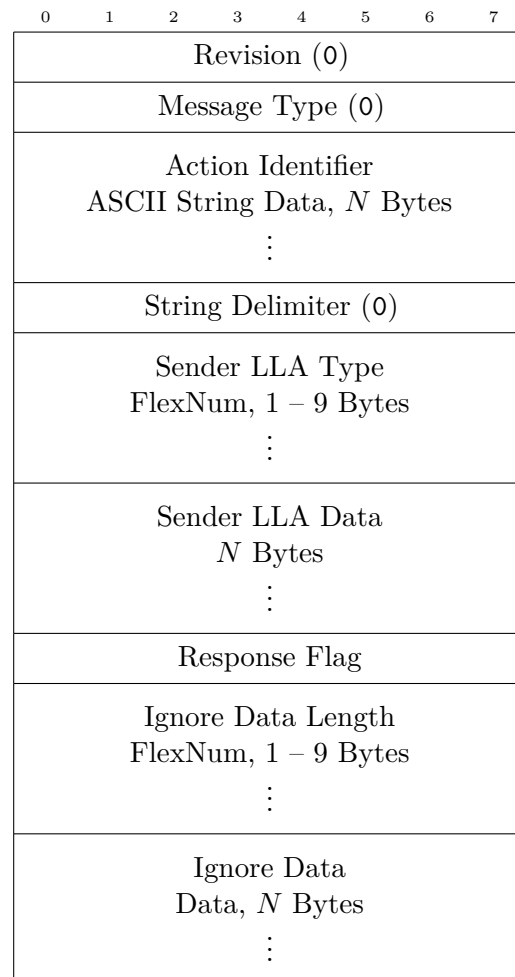 0 1 2 3 4 5 6 7
Revision (0)
Message Type (0)
Action Identifier
ASCII String Data, N Bytes
⋮
String Delimiter (0)
Sender LLA Type
FlexNum, 1 – 9 Bytes
⋮
Sender LLA Data
N Bytes
⋮
Response Flag
Ignore Data Length
FlexNum, 1 – 9 Bytes
⋮
Ignore Data
Data, N Bytes
⋮